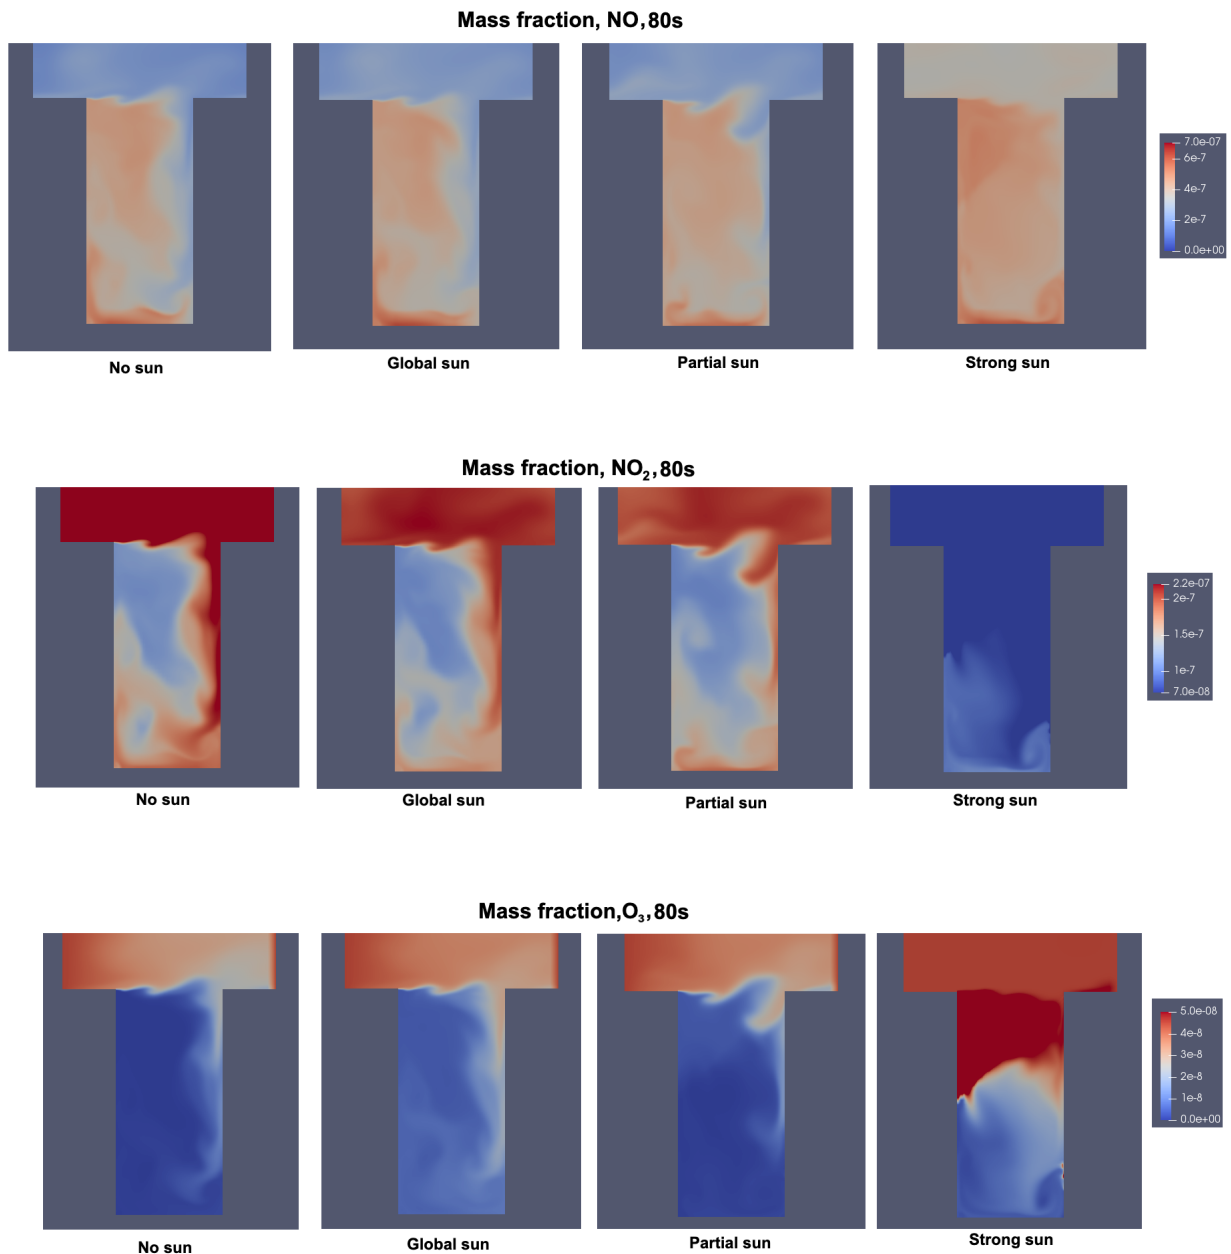 Mass fraction, NO, 80s
7.0e-07
6e-7
4e-7
2e-7
0.0e+00
No sun
Global sun
Partial sun
Strong sun
Mass fraction, NO₂, 80s
2.2e-07
2e-7
1.5e-7
1e-7
7.0e-08
No sun
Global sun
Partial sun
Strong sun
Mass fraction,O₃, 80s
5.0e-08
4e-8
3e-8
2e-8
1e-8
0.0e+00
No sun
Global sun
Partial sun
Strong sun